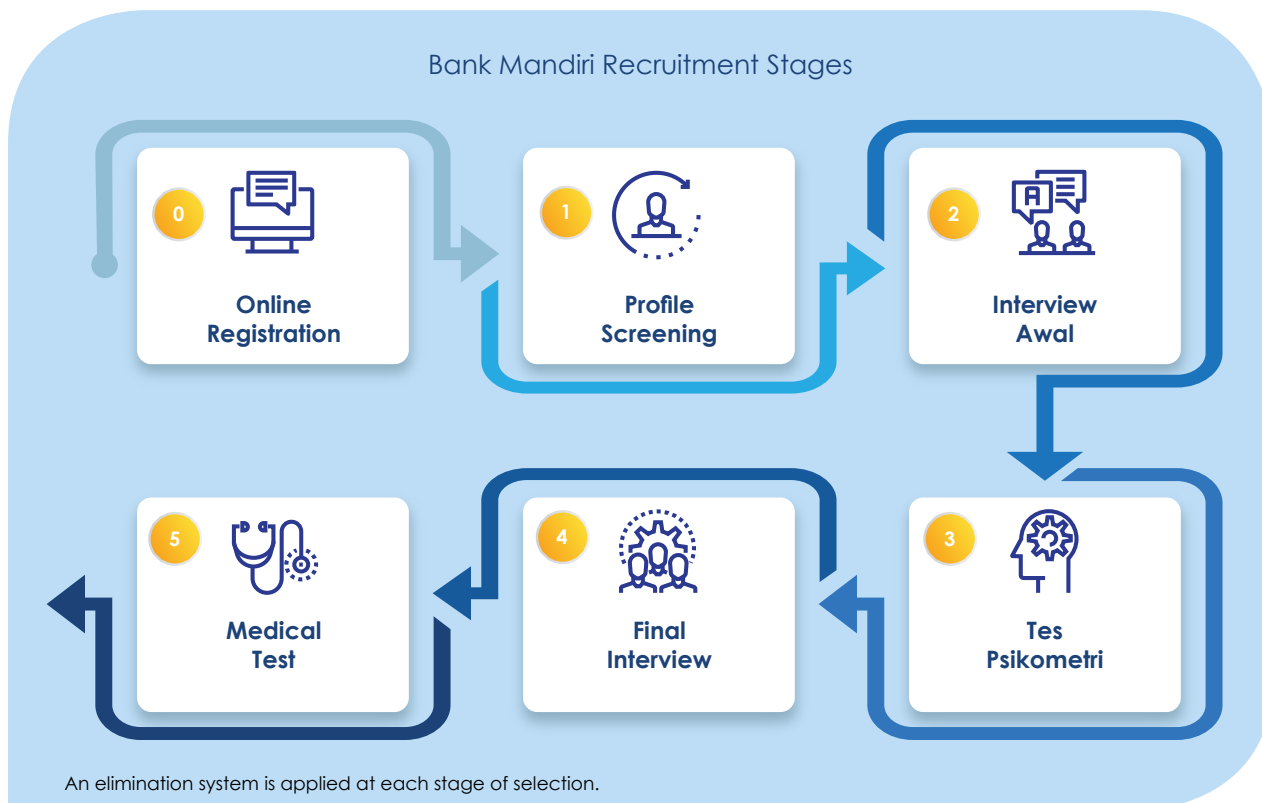 Bank Mandiri Recruitment Stages
0
Online
Registration
1
Profile
Screening
A
2
Interview
Awal
5
Medical
Test
4
Final
Interview
3
Tes
Psikometri
An elimination system is applied at each stage of selection.